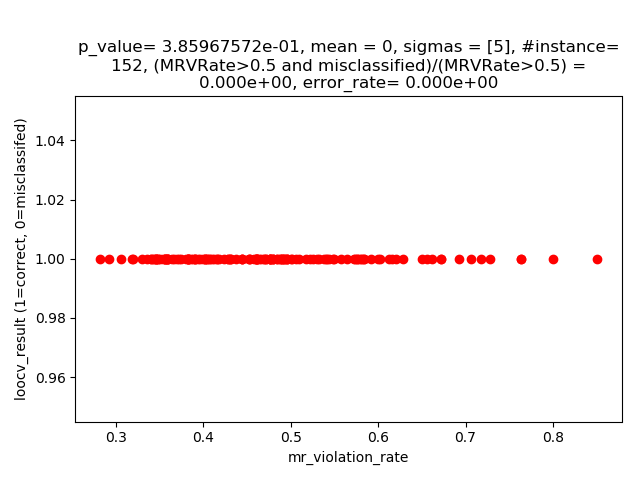 p_value= 3.85967572e-01, mean = 0, sigmas = [5], #instance=
152, (MRVRate>0.5 and misclassified)/(MRVRate>0.5) =
0.000e+00, error_rate= 0.000e+00
loocv_result (1=correct, 0=misclassifed)
1.04
1.02
1.00
0.98
0.96
0.3 0.4 0.5 0.6 0.7 0.8
mr_violation_rate